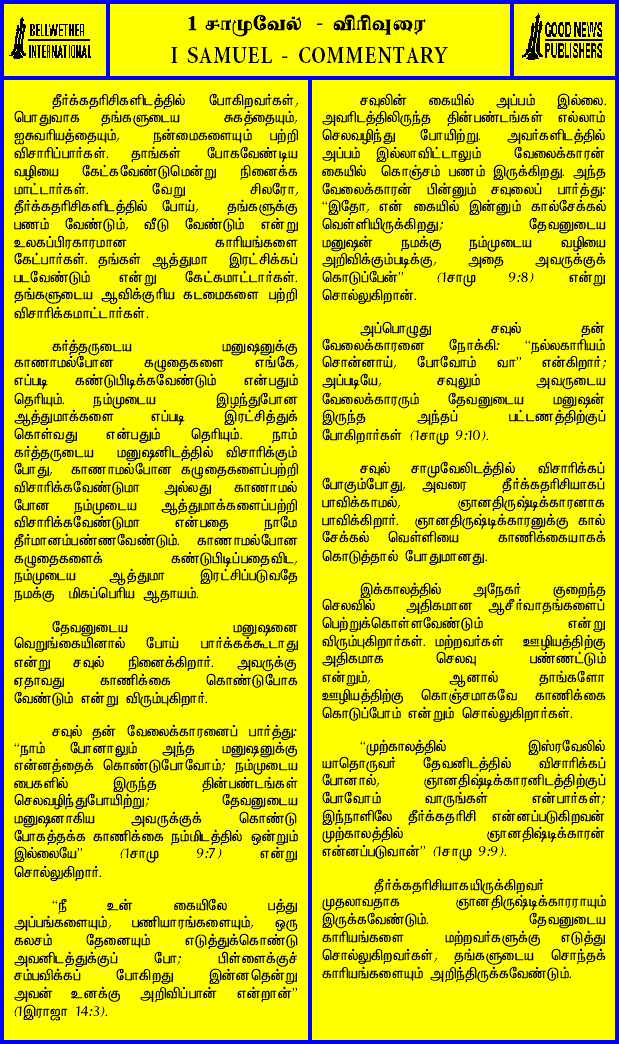 BELLWETHER
INTERNATIONAL
1 சாமுவேல் - விரிவுரை
I SAMUEL - COMMENTARY
GOOD NEWS
PUBLISHERS
தீர்க்கதரிசிகளிடத்தில் போகிறவர்கள்,
பொதுவாக தங்களுடைய சுகத்தையும்,
ஐசுவரியத்தையும், நன்மைகளையும் பற்றி
விசாரிப்பார்கள். தாங்கள் போகவேண்டிய
வழியை கேட்கவேண்டுமென்று நினைக்க
மாட்டார்கள். வேறு சிலரோ,
தீர்க்கதரிசிகளிடத்தில் போய், தங்களுக்கு
பணம் வேண்டும், வீடு வேண்டும் என்று
உலகப்பிரகாரமான காரியங்களை
கேட்பார்கள். தங்கள் ஆத்துமா இரட்சிக்கப்
படவேண்டும் என்று கேட்கமாட்டார்கள்.
தங்களுடைய ஆவிக்குரிய கடமைகளை பற்றி
விசாரிக்கமாட்டார்கள்.
கர்த்தருடைய மனுஷனுக்கு
காணாமல்போன கழுதைகளை எங்கே,
எப்படி கண்டுபிடிக்கவேண்டும் என்பதும்
தெரியும். நம்முடைய இழந்துபோன
ஆத்துமாக்களை எப்படி இரட்சித்துக்
கொள்வது என்பதும் தெரியும். நாம்
கர்த்தருடைய மனுஷனிடத்தில் விசாரிக்கும்
போது, காணாமல்போன கழுதைகளைப்பற்றி
விசாரிக்கவேண்டுமா அல்லது காணாமல்
போன நம்முடைய ஆத்துமாக்களைப்பற்றி
விசாரிக்கவேண்டுமா என்பதை நாமே
தீர்மானம்பண்ணவேண்டும். காணாமல்போன
கழுதைகளைக் கண்டுபிடிப்பதைவிட,
நம்முடைய ஆத்துமா இரட்சிப்படுவதே
நமக்கு மிகப்பெரிய ஆதாயம்.
தேவனுடைய மனுஷனை
வெறுங்கையினால் போய் பார்க்கக்கூடாது
என்று சவுல் நினைக்கிறார். அவருக்கு
ஏதாவது காணிக்கை கொண்டுபோக
வேண்டும் என்று விரும்புகிறார்.
சவுல் தன் வேலைக்காரனைப் பார்த்து:
"நாம் போனாலும் அந்த மனுஷனுக்கு
என்னத்தைக் கொண்டுபோவோம்; நம்முடைய
பைகளில் இருந்த தின்பண்டங்கள்
செலவழிந்துபோயிற்று; தேவனுடைய
மனுஷனாகிய அவருக்குக் கொண்டு
போகத்தக்க காணிக்கை நம்மிடத்தில் ஒன்றும்
இல்லையே" (1சாமு 9:7) என்று
சொல்லுகிறார்.
"நீ உன் கையிலே பத்து
அப்பங்களையும், பணியாரங்களையும், ஒரு
கலசம் தேனையும் எடுத்துக்கொண்டு
அவனிடத்துக்குப் போ; பிள்ளைக்குச்
சம்பவிக்கப் போகிறது இன்னதென்று
அவன் உனக்கு அறிவிப்பான் என்றான்"
(1இராஜா 14:3).
சவுலின் கையில் அப்பம் இல்லை.
அவரிடத்திலிருந்த தின்பண்டங்கள் எல்லாம்
செலவழிந்து போயிற்று. அவர்களிடத்தில்
அப்பம் இல்லாவிட்டாலும் வேலைக்காரன்
கையில் கொஞ்சம் பணம் இருக்கிறது. அந்த
வேலைக்காரன் பின்னும் சவுலைப் பார்த்து:
"இதோ, என் கையில் இன்னும் கால்சேக்கல்
வெள்ளியிருக்கிறது; தேவனுடைய
மனுஷன் நமக்கு நம்முடைய வழியை
அறிவிக்கும்படிக்கு, அதை அவருக்குக்
கொடுப்பேன்" (1சாமு 9:8) என்று
சொல்லுகிறான்.
அப்பொழுது சவுல் தன்
வேலைக்காரனை நோக்கி: "நல்லகாரியம்
சொன்னாய், போவோம் வா" என்கிறார்;
அப்படியே, சவுலும் அவருடைய
வேலைக்காரரும் தேவனுடைய மனுஷன்
இருந்த அந்தப் பட்டணத்திற்குப்
போகிறார்கள் (1சாமு 9:10).
சவுல் சாமுவேலிடத்தில் விசாரிக்கப்
போகும்போது, அவரை தீர்க்கதரிசியாகப்
பாவிக்காமல், ஞானதிருஷ்டிக்காரனாக
பாவிக்கிறார். ஞானதிருஷ்டிக்காரனுக்கு கால்
சேக்கல் வெள்ளியை காணிக்கையாகக்
கொடுத்தால் போதுமானது.
இக்காலத்தில் அநேகர் குறைந்த
செலவில் அதிகமான ஆசீர்வாதங்களைப்
பெற்றுக்கொள்ளவேண்டும் என்று
விரும்புகிறார்கள். மற்றவர்கள் ஊழியத்திற்கு
அதிகமாக செலவு பண்ணட்டும்
என்றும், ஆனால் தாங்களோ
ஊழியத்திற்கு கொஞ்சமாகவே காணிக்கை
கொடுப்போம் என்றும் சொல்லுகிறார்கள்.
"முற்காலத்தில் இஸ்ரவேலில்
யாதொருவர் தேவனிடத்தில் விசாரிக்கப்
போனால், ஞானதிஷ்டிக்காரனிடத்திற்குப்
போவோம் வாருங்கள் என்பார்கள்;
இந்நாளிலே தீர்க்கதரிசி என்னப்படுகிறவன்
முற்காலத்தில் ஞானதிஷ்டிக்காரன்
என்னப்படுவான்" (1சாமு 9:9).
தீர்க்கதரிசியாகயிருக்கிறவர்
முதலாவதாக ஞானதிருஷ்டிக்காரராயும்
இருக்கவேண்டும். தேவனுடைய
காரியங்களை மற்றவர்களுக்கு எடுத்து
சொல்லுகிறவர்கள், தங்களுடைய சொந்தக்
காரியங்களையும் அறிந்திருக்கவேண்டும்.